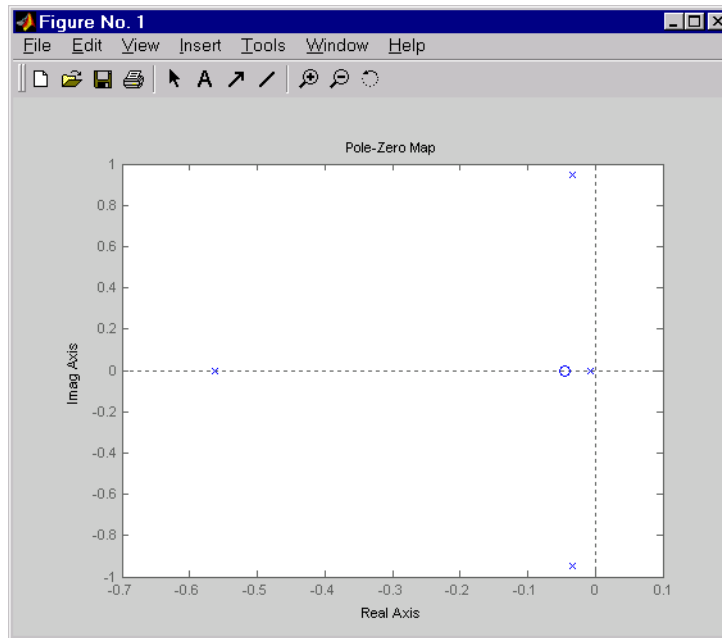 Figure No. 1
File Edit View Insert Tools Window Help
A
Pole-Zero Map
1
0.8
0.6
0.4
0.2
0
-0.2
-0.4
-0.6
-0.8
-1
Imag Axis
-0.7 -0.6 -0.5 -0.4 -0.3 -0.2 -0.1 0 0.1
Real Axis